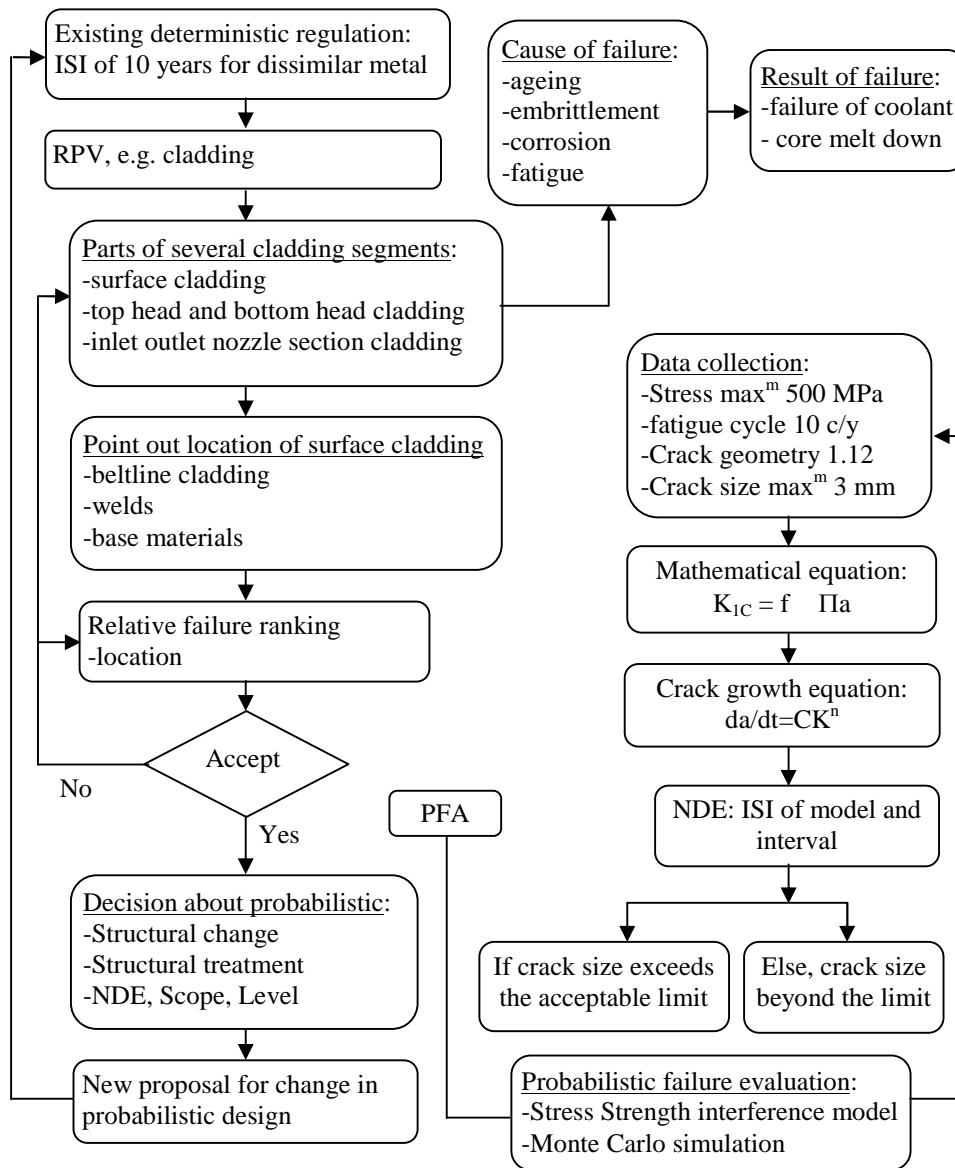 Existing deterministic regulation:
ISI of 10 years for dissimilar metal
RPV, e.g. cladding
Parts of several cladding segments:
-surface cladding
-top head and bottom head cladding
-inlet outlet nozzle section cladding
Point out location of surface cladding
-beltline cladding
-welds
-base materials
Relative failure ranking
-location
Accept
No
Yes
Decision about probabilistic:
-Structural change
-Structural treatment
-NDE, Scope, Level
New proposal for change in
probabilistic design
Cause of failure:
-ageing
-embrittlement
-corrosion
-fatigue
Result of failure:
-failure of coolant
- core melt down
Data collection:
-Stress max^m 500 MPa
-fatigue cycle 10 c/y
-Crack geometry 1.12
-Crack size max^m 3 mm
Mathematical equation:
K_1C = f Πa
Crack growth equation:
da/dt=CK^n
NDE: ISI of model and
interval
If crack size exceeds
the acceptable limit
Else, crack size
beyond the limit
PFA
Probabilistic failure evaluation:
-Stress Strength interference model
-Monte Carlo simulation